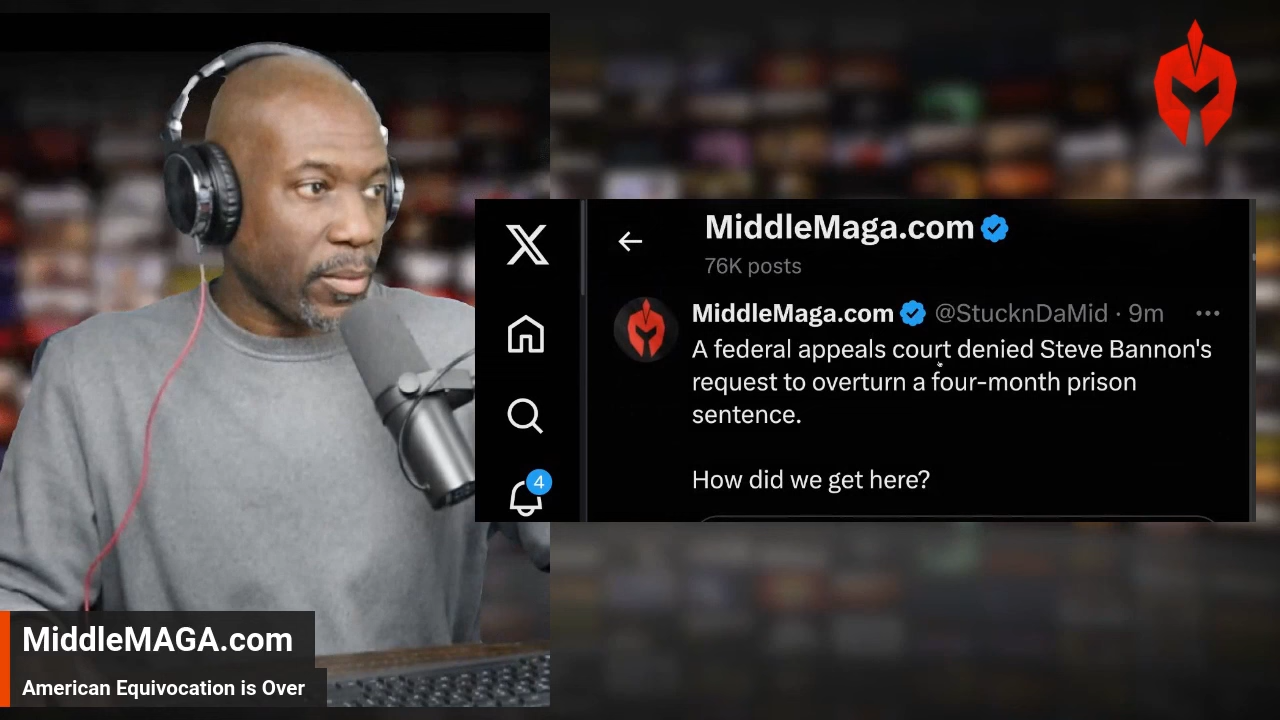 MiddleMaga.com
76K posts
MiddleMaga.com @StucknDaMid · 9m
A federal appeals court denied Steve Bannon's
request to overturn a four-month prison
sentence.
How did we get here?
4
MiddleMAGA.com
American Equivocation is Over